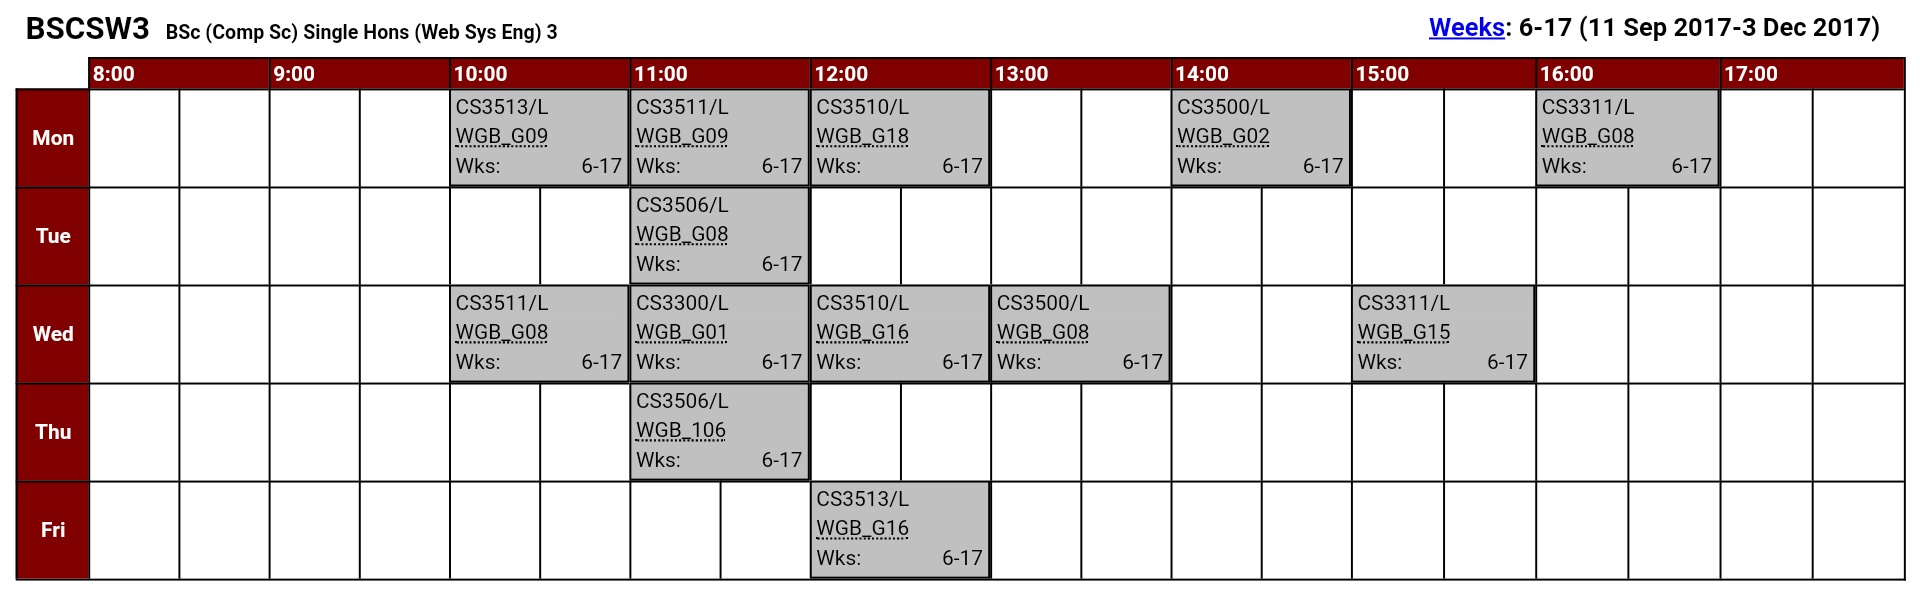 BSCSW3 BSc (Comp Sc) Single Hons (Web Sys Eng) 3 Weeks: 6-17 (11 Sep 2017-3 Dec 2017)
8:00 9:00 10:00 11:00 12:00 13:00 14:00 15:00 16:00 17:00
Mon
CS3513/L
WGB_G09
Wks: 6-17
CS3511/L
WGB_G09
Wks: 6-17
CS3510/L
WGB_G18
Wks: 6-17
CS3500/L
WGB_G02
Wks: 6-17
CS3311/L
WGB_G08
Wks: 6-17
Tue
CS3506/L
WGB_G08
Wks: 6-17
Wed
CS3511/L
WGB_G08
Wks: 6-17
CS3300/L
WGB_G01
Wks: 6-17
CS3510/L
WGB_G16
Wks: 6-17
CS3500/L
WGB_G08
Wks: 6-17
CS3311/L
WGB_G15
Wks: 6-17
Thu
CS3506/L
WGB_106
Wks: 6-17
Fri
CS3513/L
WGB_G16
Wks: 6-17